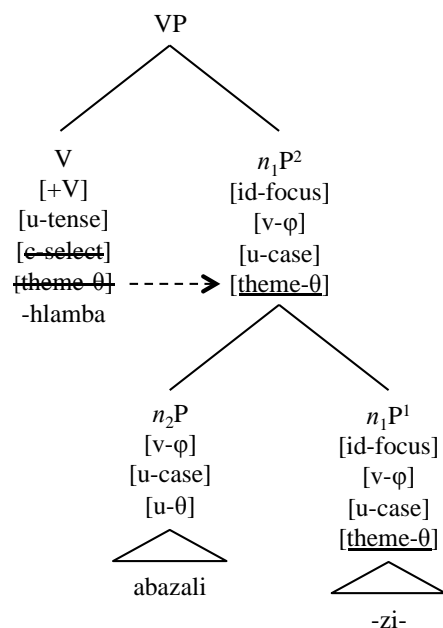 VP
V n₁P²
[+V] [id-focus]
[u-tense] [v-φ]
[c-select] [u-case]
[theme-θ] [theme-θ]
-hlamba
n₂P n₁P¹
[v-φ] [id-focus]
[u-case] [v-φ]
[u-θ] [u-case]
[theme-θ]
abazali
-zi-